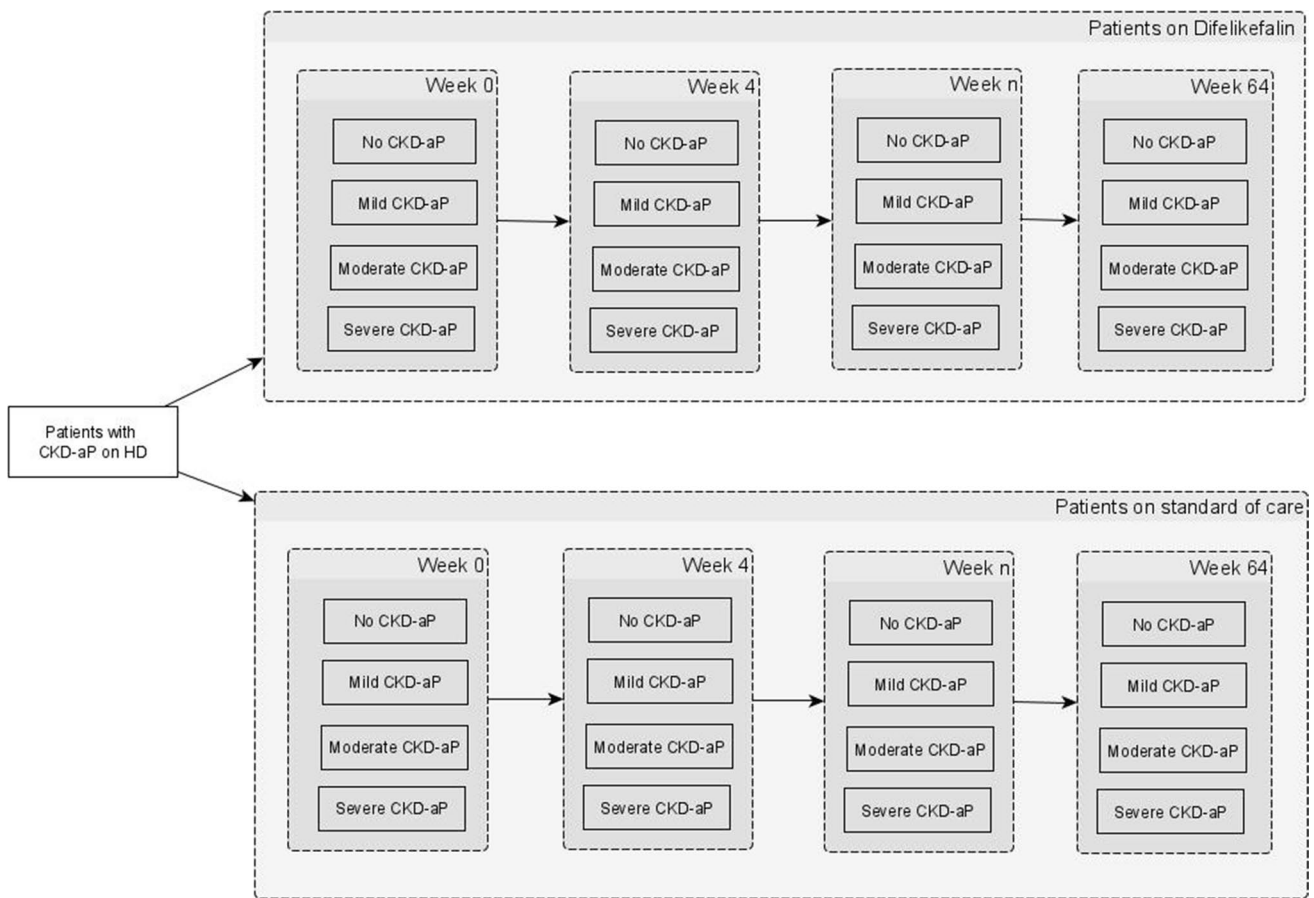 Patients on Difelikefalin
Week 0
No CKD-aP
Mild CKD-aP
Moderate CKD-aP
Severe CKD-aP
Week 4
No CKD-aP
Mild CKD-aP
Moderate CKD-aP
Severe CKD-aP
Week n
No CKD-aP
Mild CKD-aP
Moderate CKD-aP
Severe CKD-aP
Week 64
No CKD-aP
Mild CKD-aP
Moderate CKD-aP
Severe CKD-aP
Patients with
CKD-aP on HD
Patients on standard of care
Week 0
No CKD-aP
Mild CKD-aP
Moderate CKD-aP
Severe CKD-aP
Week 4
No CKD-aP
Mild CKD-aP
Moderate CKD-aP
Severe CKD-aP
Week n
No CKD-aP
Mild CKD-aP
Moderate CKD-aP
Severe CKD-aP
Week 64
No CKD-aP
Mild CKD-aP
Moderate CKD-aP
Severe CKD-aP